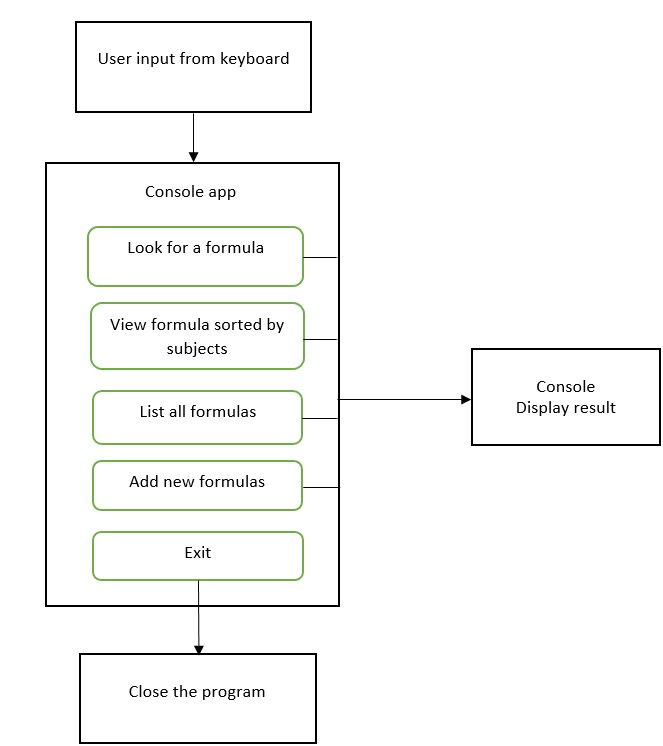 User input from keyboard
Console app
Look for a formula
View formula sorted by
subjects
List all formulas
Add new formulas
Exit
Console
Display result
Close the program